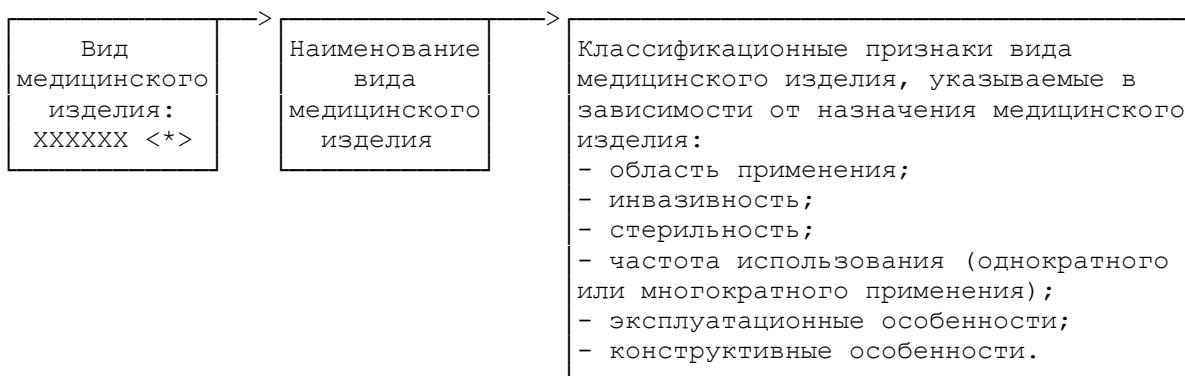 Вид
медицинского
изделия:
XXXXXX <*>
Наименование
вида
медицинского
изделия
Классификационные признаки вида
медицинского изделия, указываемые в
зависимости от назначения медицинского
изделия:
- область применения;
- инвазивность;
- стерильность;
- частота использования (однократного
или многократного применения);
- эксплуатационные особенности;
- конструктивные особенности.